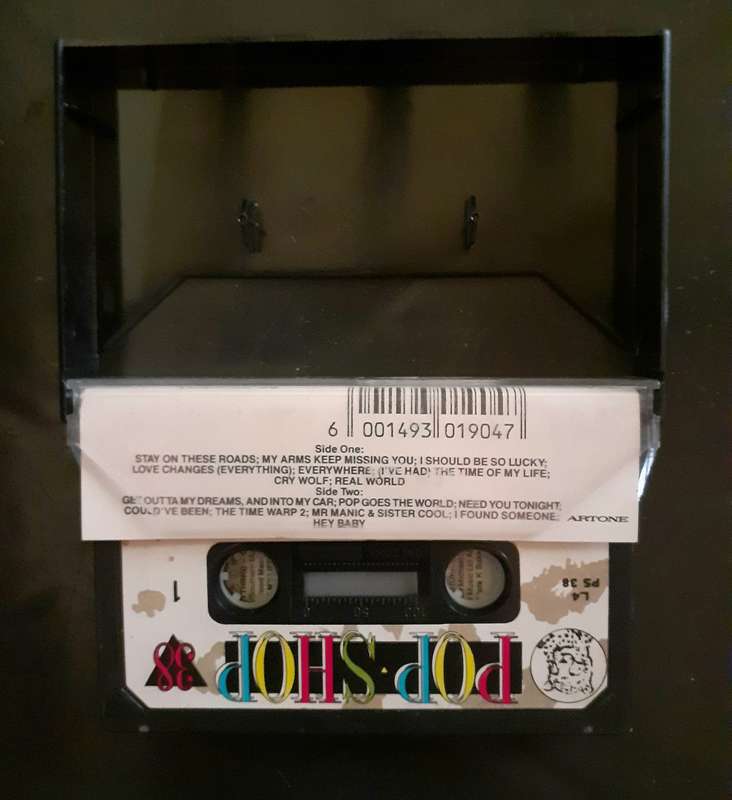 6 001493 019047
Side One:
STAY ON THESE ROADS; MY ARMS KEEP MISSING YOU; I SHOULD BE SO LUCKY;
LOVE CHANGES (EVERYTHING); EVERYWHERE; (I'VE HAD) THE TIME OF MY LIFE;
CRY WOLF; REAL WORLD
Side Two:
GET OUTTA MY DREAMS, AND INTO MY CAR; POP GOES THE WORLD; NEED YOU TONIGHT;
COULD'VE BEEN; THE TIME WARP 2; MR MANIC & SISTER COOL; I FOUND SOMEONE;
HEY BABY
ARTONE
POP·SHOP
38
1
L4
PS 38